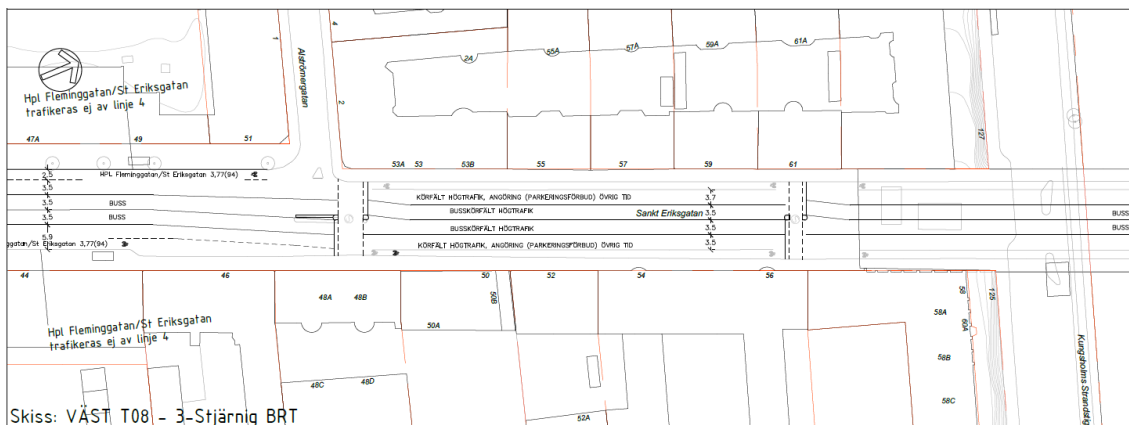 4
1
Alströmergatan
2
2A
55A
57A
59A
61A
127
Hpl Fleminggatan/St Eriksgatan
trafikeras ej av linje 4
47A
49
51
53A
53
53B
55
57
59
61
2.5
3.5
3.5
3.5
5.9
HPL Fleminggatan/St Eriksgatan 3,77(94)
BUSS
BUSS
ggatan/St Eriksgatan 3,77(94)
KÖRFÄLT HÖGTRAFIK, ANGÖRING (PARKERINGSFÖRBUD) ÖVRIG TID
BUSSKÖRFÄLT HÖGTRAFIK
Sankt Eriksgatan
BUSSKÖRFÄLT HÖGTRAFIK
KÖRFÄLT HÖGTRAFIK, ANGÖRING (PARKERINGSFÖRBUD) ÖVRIG TID
3.7
3.5
3.5
3.5
BUSS
BUSS
44
46
50
52
54
56
48A
48B
50A
50B
58
60A
125
58A
58B
58C
Hpl Fleminggatan/St Eriksgatan
trafikeras ej av linje 4
48C
48D
52A
Kungsholms Strandstig
Skiss: VÄST T08 - 3-Stjärnig BRT